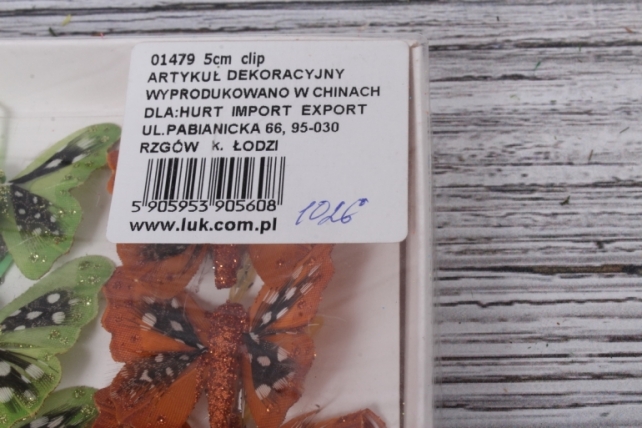 01479 5cm clip
ARTYKUŁ DEKORACYJNY
WYPRODUKOWANO W CHINACH
DLA:HURT IMPORT EXPORT
UL.PABIANICKA 66, 95-030
RZGÓW k. ŁODZI
5 905953 905608
1026
www.luk.com.pl